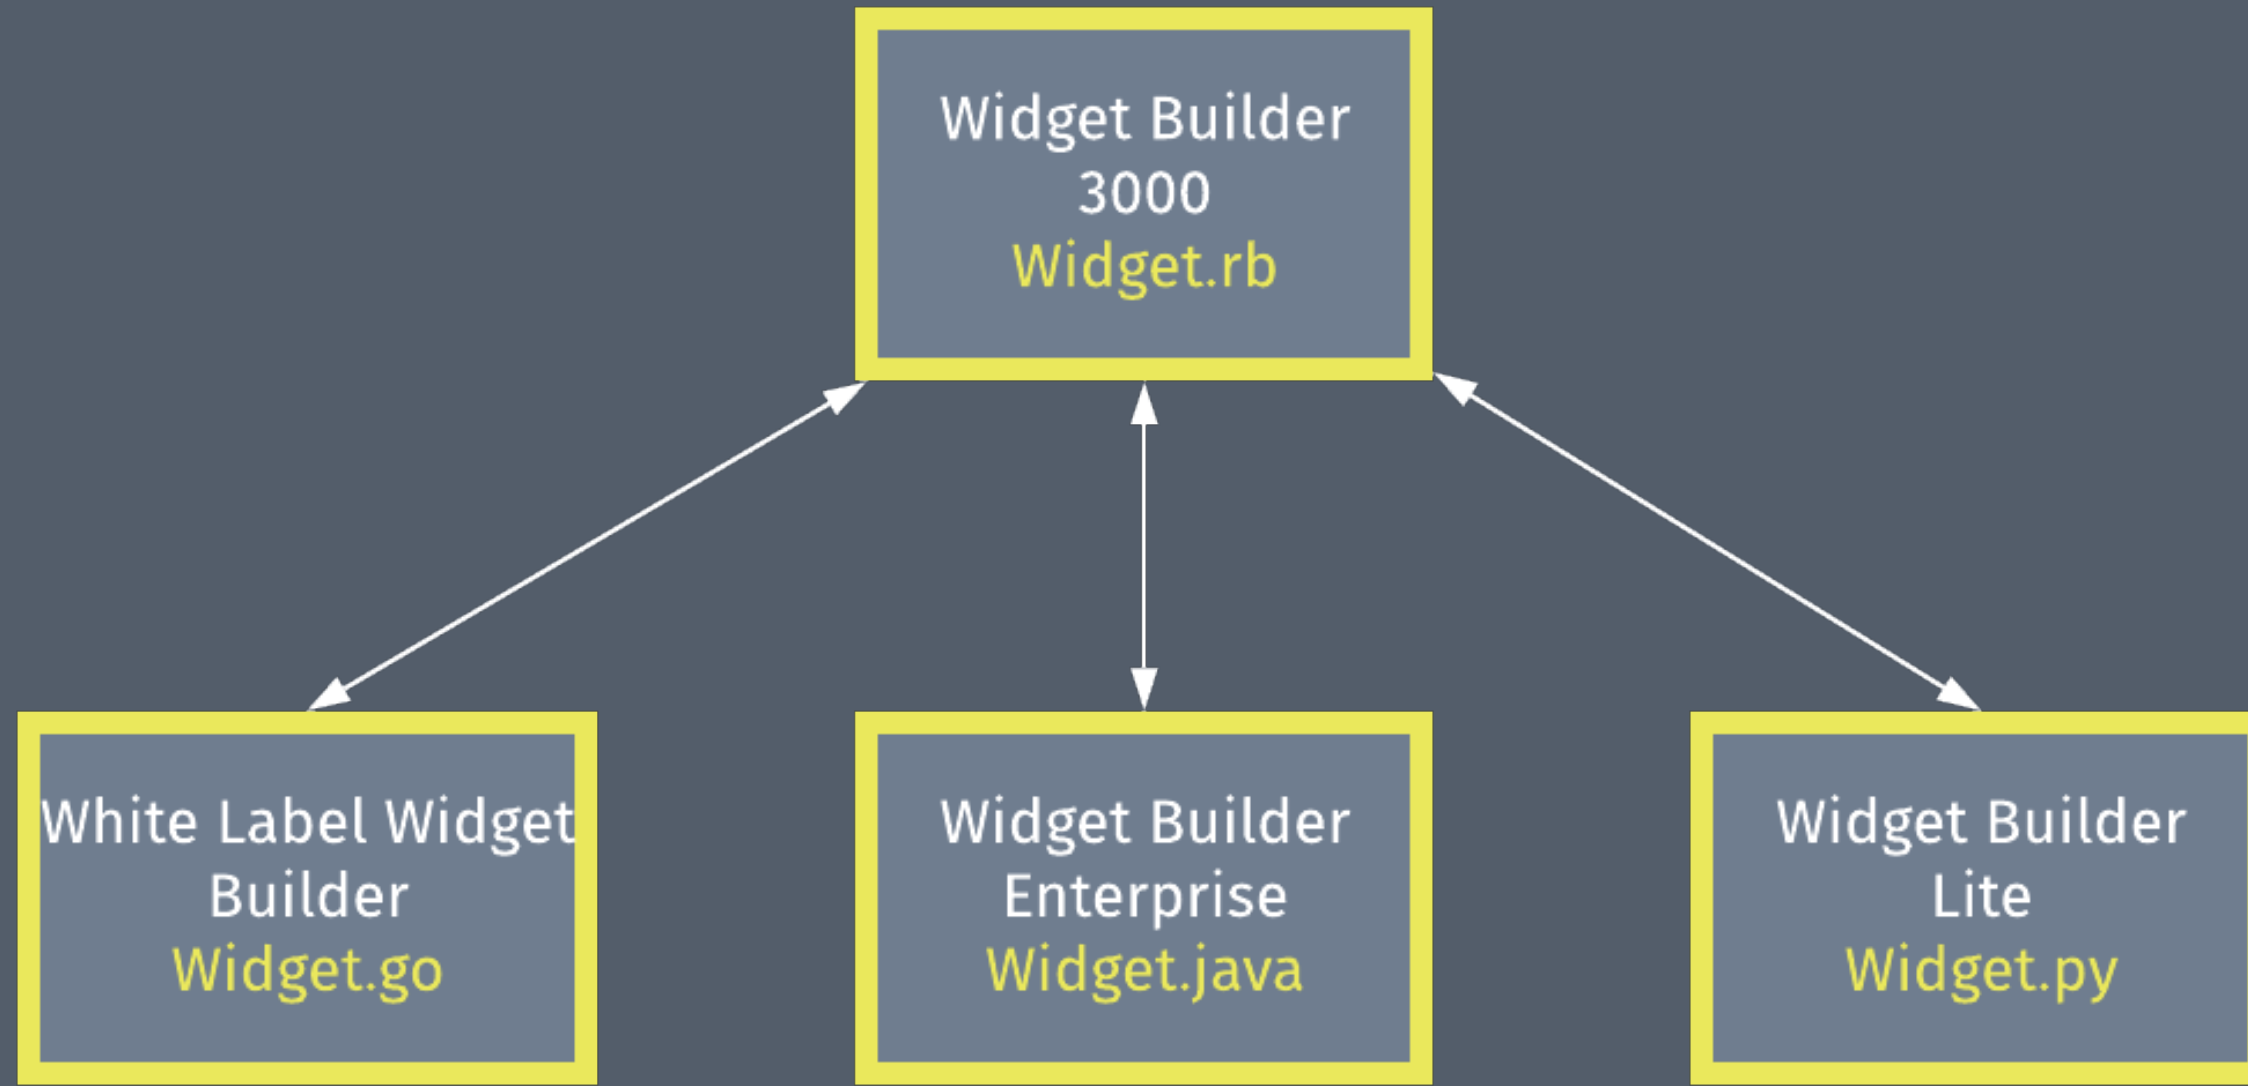 Widget Builder
3000
Widget.rb
White Label Widget
Builder
Widget.go
Widget Builder
Enterprise
Widget.java
Widget Builder
Lite
Widget.py